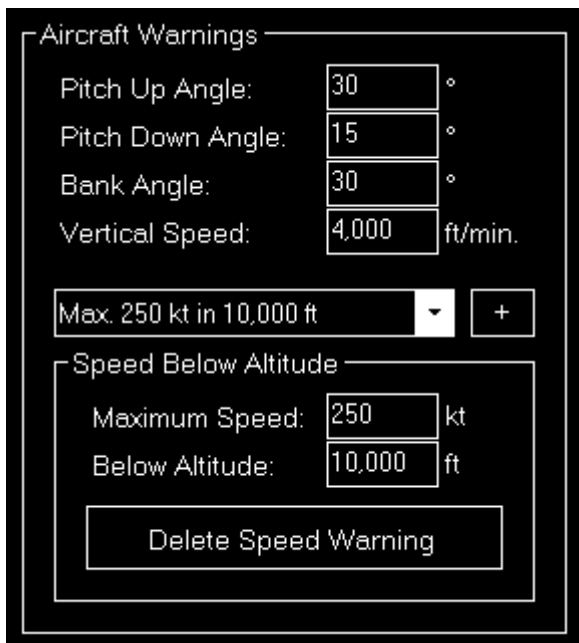 Aircraft Warnings
Pitch Up Angle: 30 °
Pitch Down Angle: 15 °
Bank Angle: 30 °
Vertical Speed: 4,000 ft/min.
Max. 250 kt in 10,000 ft +
Speed Below Altitude
Maximum Speed: 250 kt
Below Altitude: 10,000 ft
Delete Speed Warning